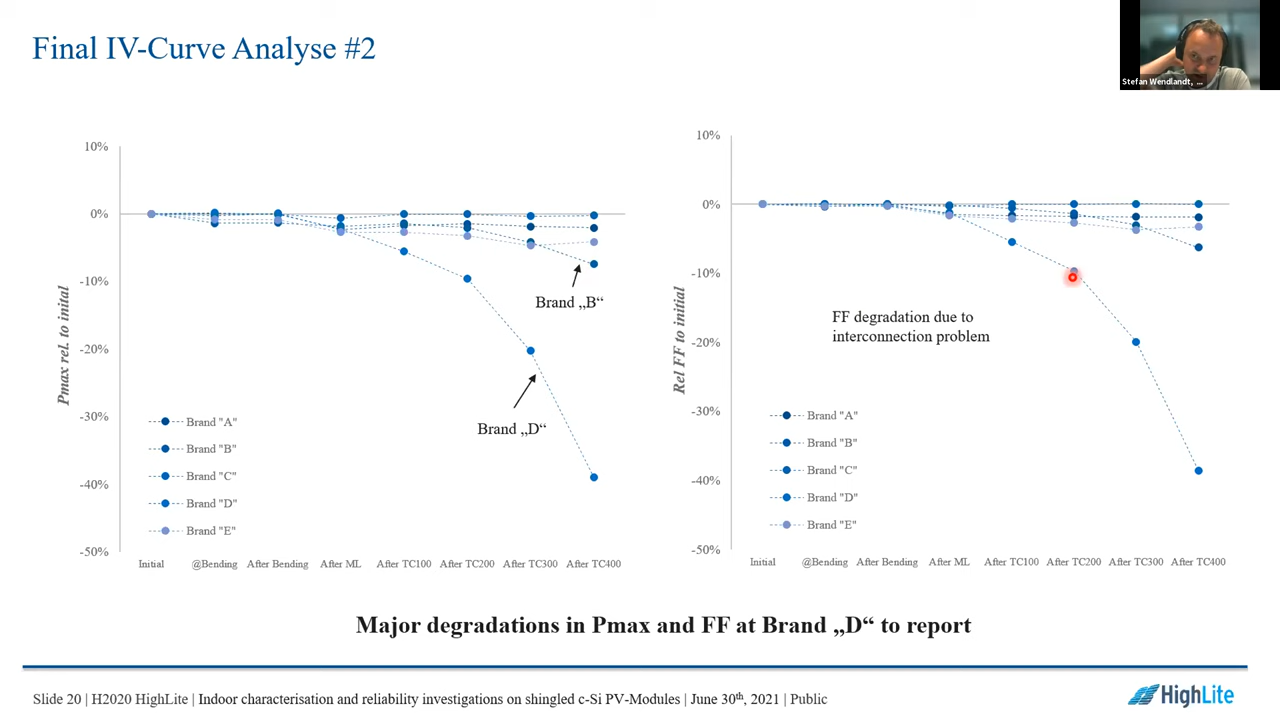 Final IV-Curve Analyse #2
Stefan Wendlandt, ...
10%
0%
-10%
-20%
-30%
-40%
-50%
Pmax rel. to inital
Brand „B“
Brand „D“
Brand "A"
Brand "B"
Brand "C"
Brand "D"
Brand "E"
Initial @Bending After Bending After ML After TC100 After TC200 After TC300 After TC400
10%
0%
-10%
-20%
-30%
-40%
-50%
Rel FF to initial
FF degradation due to
interconnection problem
Brand "A"
Brand "B"
Brand "C"
Brand "D"
Brand "E"
Initial @Bending After Bending After ML After TC100 After TC200 After TC300 After TC400
Major degradations in Pmax and FF at Brand „D“ to report
Slide 20 | H2020 HighLite | Indoor characterisation and reliability investigations on shingled c-Si PV-Modules | June 30th, 2021 | Public
HighLite